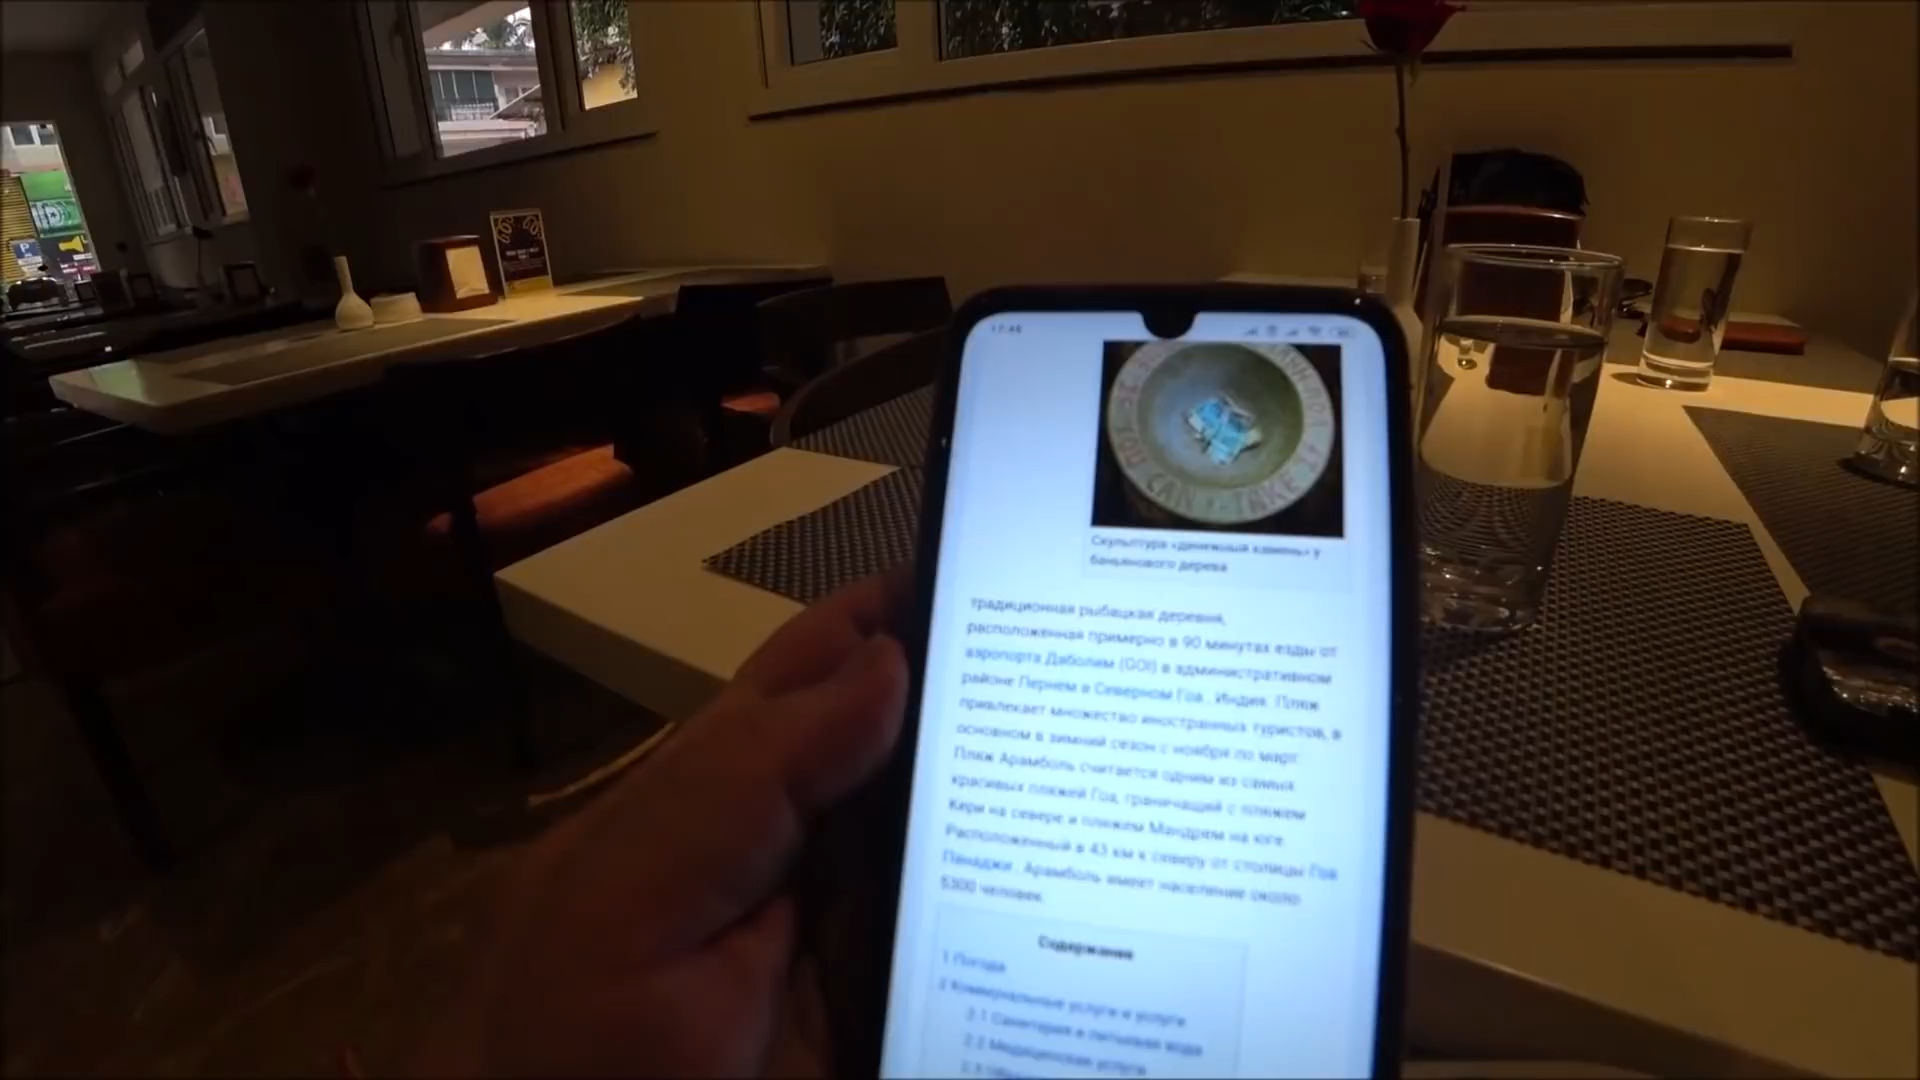 YOU CAN TAKE IT
Скульптура «денежный камень» у
баньянового дерева
традиционная рыбацкая деревня,
расположенная примерно в 90 минутах езды от
аэропорта Даболим (GOI) в административном
районе Пернем в Северном Гоа , Индия. Пляж
привлекает множество иностранных туристов, в
основном в зимний сезон с ноября по март.
Пляж Арамболь считается одним из самых
красивых пляжей Гоа, граничащий с пляжем
Кери на севере и пляжем Мандрем на юге.
Расположенный в 43 км к северу от столицы Гоа
Панаджи , Арамболь имеет население около
5300 человек.
Содержание
1 Погода
2 Коммунальные услуги и услуги
2.1 Санитария и питьевая вода
2.2 Медицинские услуги